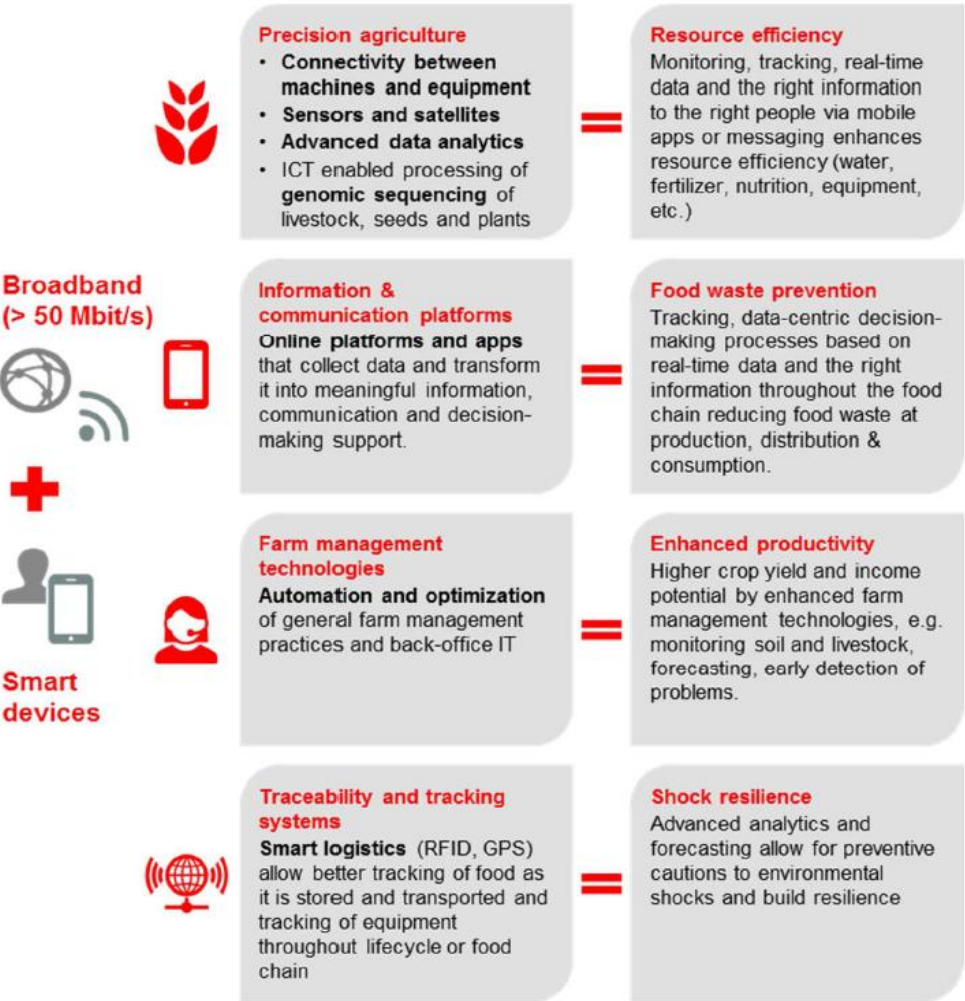 Precision agriculture
• Connectivity between
machines and equipment
• Sensors and satellites
• Advanced data analytics
• ICT enabled processing of
genomic sequencing of
livestock, seeds and plants
Resource efficiency
Monitoring, tracking, real-time
data and the right information
to the right people via mobile
apps or messaging enhances
resource efficiency (water,
fertilizer, nutrition, equipment,
etc.)
Broadband
(> 50 Mbit/s)
Smart
devices
Information &
communication platforms
Online platforms and apps
that collect data and transform
it into meaningful information,
communication and decision-
making support.
Food waste prevention
Tracking, data-centric decision-
making processes based on
real-time data and the right
information throughout the food
chain reducing food waste at
production, distribution &
consumption.
Farm management
technologies
Automation and optimization
of general farm management
practices and back-office IT
Enhanced productivity
Higher crop yield and income
potential by enhanced farm
management technologies, e.g.
monitoring soil and livestock,
forecasting, early detection of
problems.
Traceability and tracking
systems
Smart logistics (RFID, GPS)
allow better tracking of food as
it is stored and transported and
tracking of equipment
throughout lifecycle or food
chain
Shock resilience
Advanced analytics and
forecasting allow for preventive
cautions to environmental
shocks and build resilience